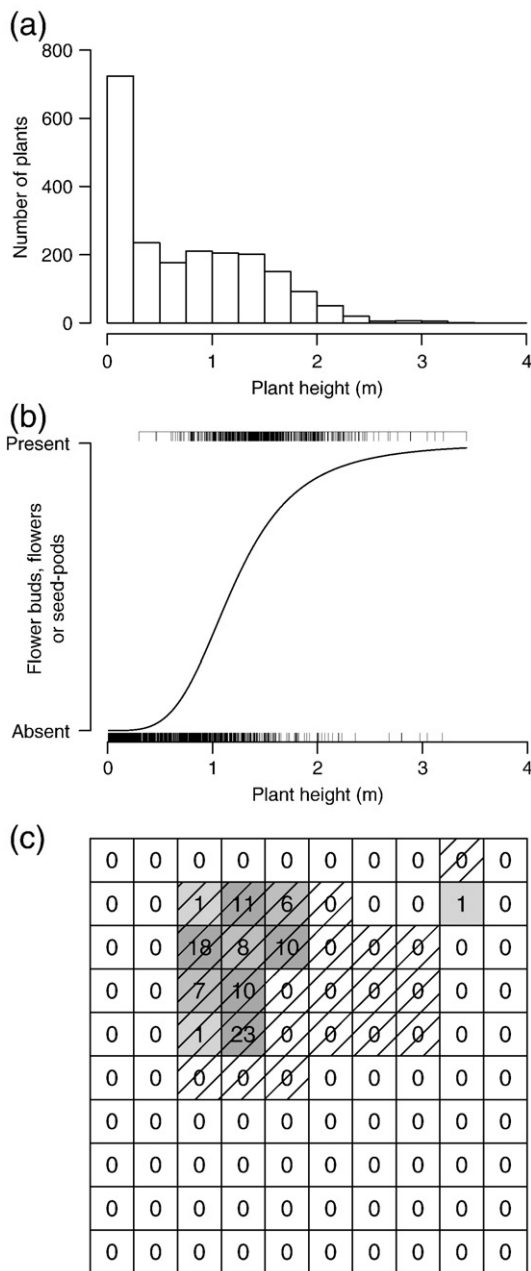 (a)
800
600
400
200
0
Number of plants
0 1 2 3 4
Plant height (m)
(b)
Present
Absent
Flower buds, flowers
or seed-pods
0 1 2 3 4
Plant height (m)
(c)
0 0 0 0 0 0 0 0 0 0
0 0 1 11 6 0 0 0 1 0
0 0 18 8 10 0 0 0 0 0
0 0 7 10 0 0 0 0 0 0
0 0 1 23 0 0 0 0 0 0
0 0 0 0 0 0 0 0 0 0
0 0 0 0 0 0 0 0 0 0
0 0 0 0 0 0 0 0 0 0
0 0 0 0 0 0 0 0 0 0
0 0 0 0 0 0 0 0 0 0